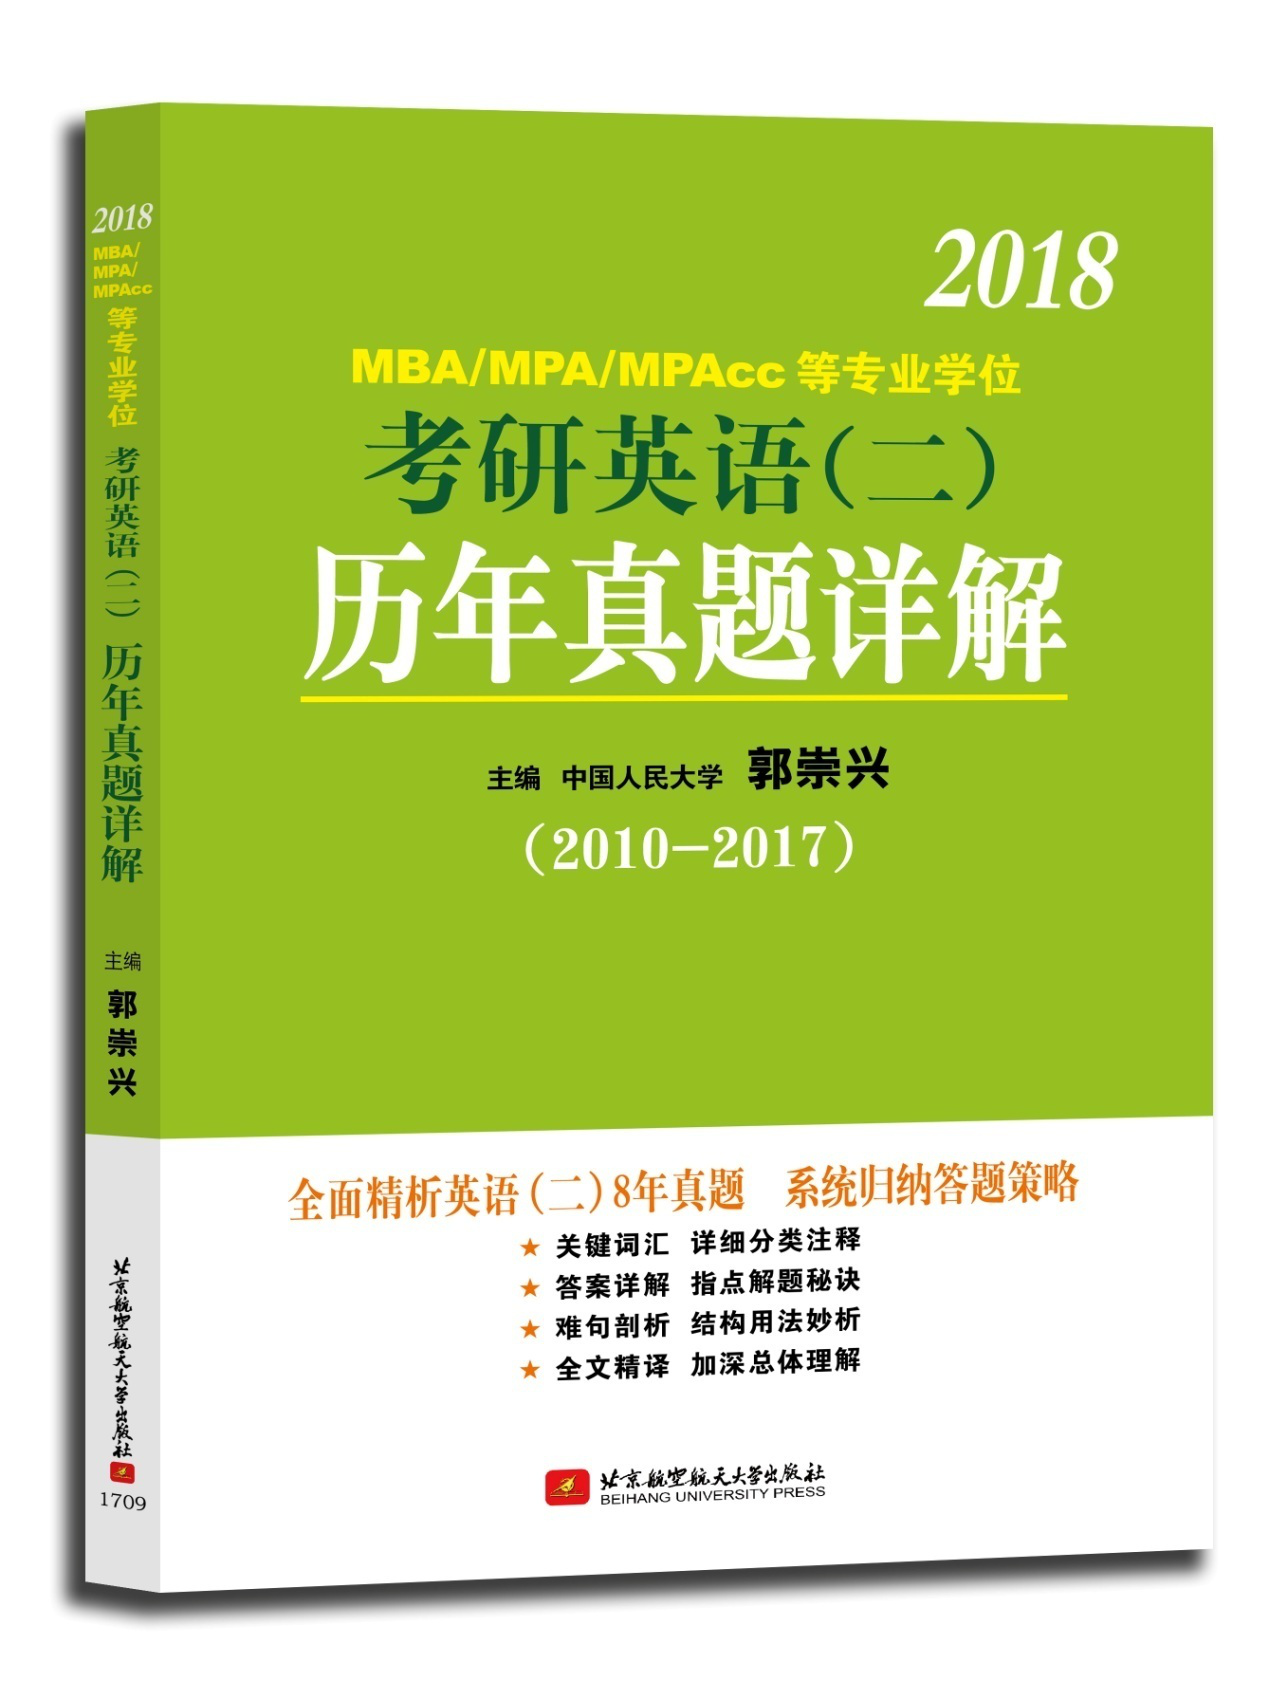 2018
MBA/
MPA/
MPAcc
等专业学位
考研英语(二)
历年真题详解
主编
郭崇兴
北京航空航天大学出版社
1709
2018
MBA/MPA/MPAcc 等专业学位
考研英语(二)
历年真题详解
主编 中国人民大学 郭崇兴
(2010-2017)
全面精析英语(二)8年真题 系统归纳答题策略
★ 关键词汇 详细分类注释
★ 答案详解 指点解题秘诀
★ 难句剖析 结构用法妙析
★ 全文精译 加深总体理解
北京航空航天大学出版社
BEIHANG UNIVERSITY PRESS